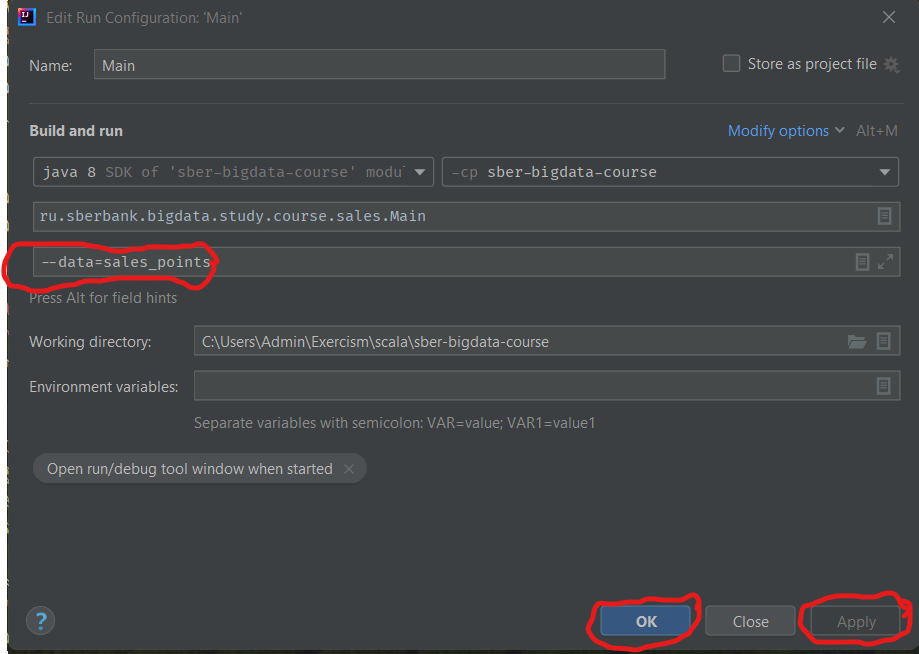 Edit Run Configuration: 'Main'
Name: Main Store as project file
Build and run Modify options Alt+M
java 8 SDK of 'sber-bigdata-course' modu -cp sber-bigdata-course
ru.sberbank.bigdata.study.course.sales.Main
--data=sales_points
Press Alt for field hints
Working directory: C:\Users\Admin\Exercism\scala\sber-bigdata-course
Environment variables:
Separate variables with semicolon: VAR=value; VAR1=value1
Open run/debug tool window when started
? OK Close Apply